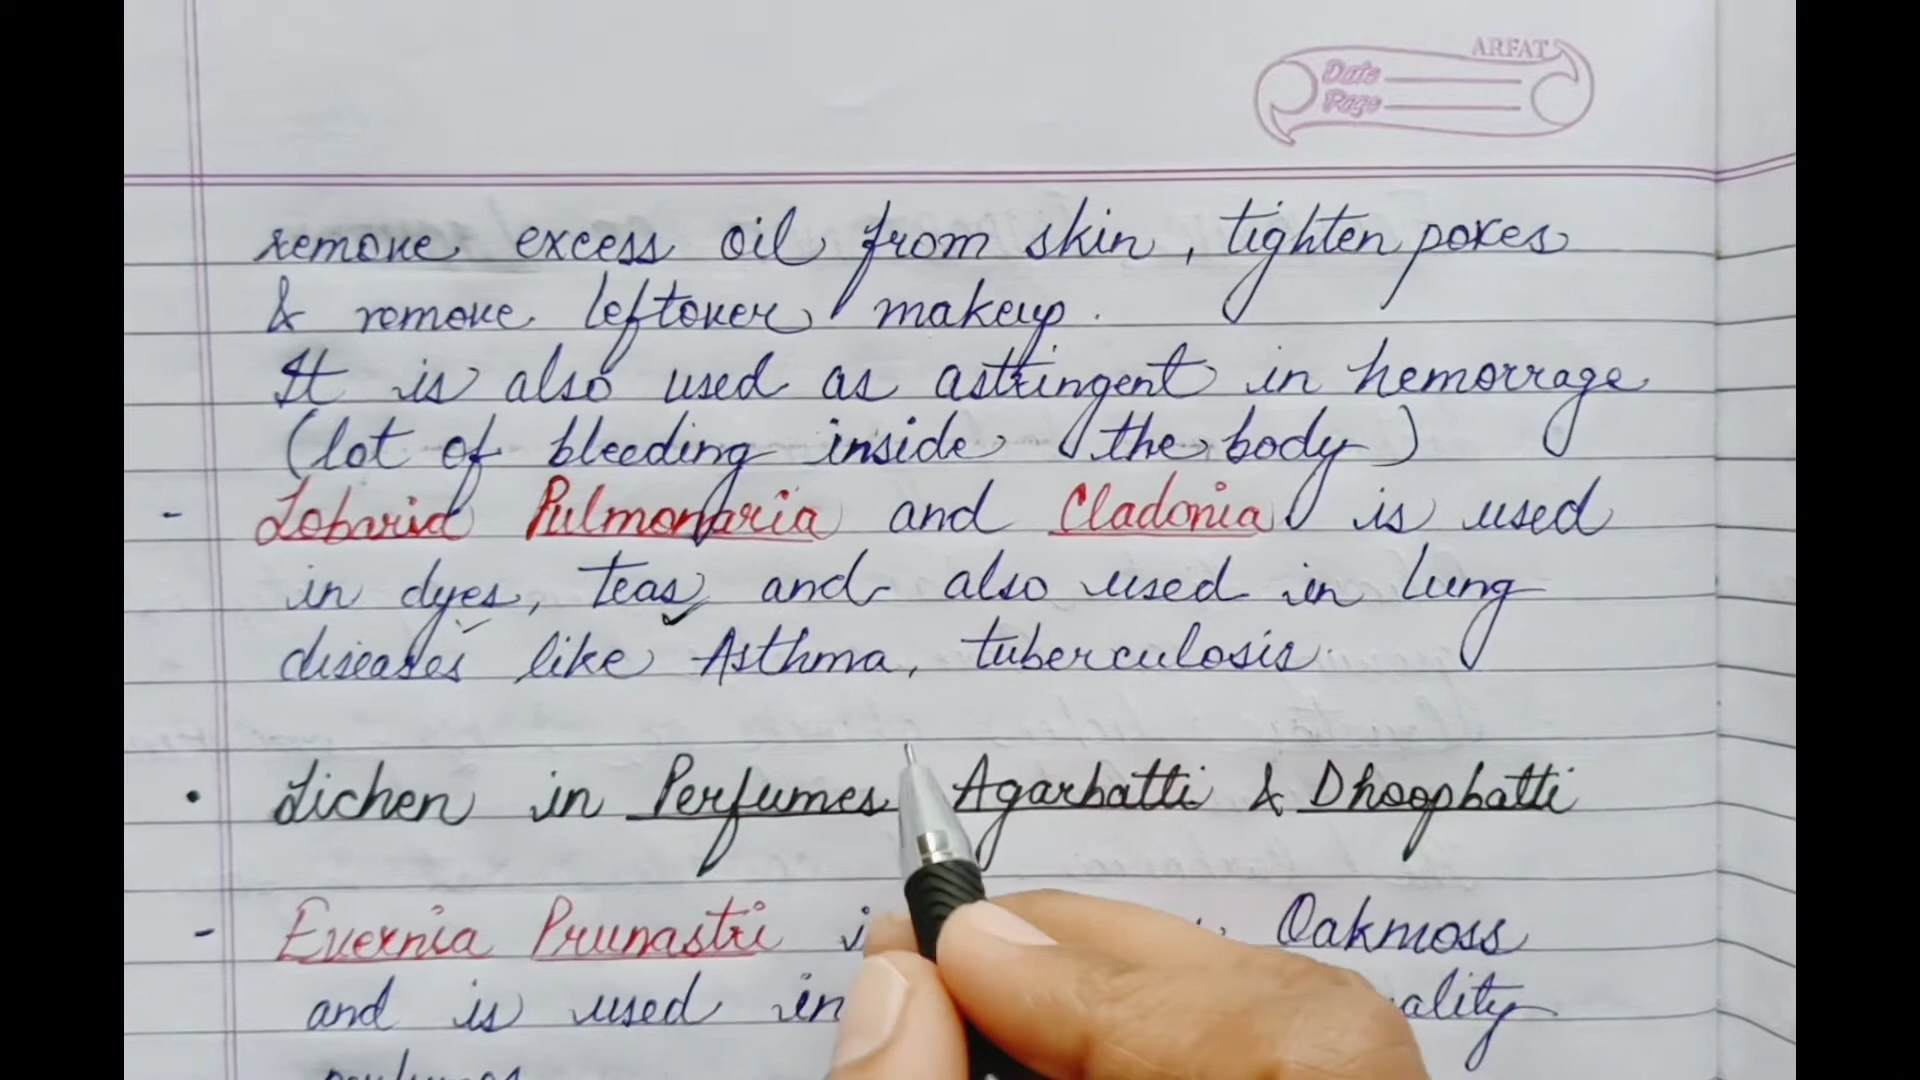 ARFAT
Date
Page
remove excess oil from skin, tighten pores
& remove leftover makeup.
It is also used as astringent in hemorrage
(lot of bleeding inside the body)
- Lobaria Pulmonaria and Cladonia is used
in dyes, teas, and also used in lung
diseases like Asthma, tuberculosis.
• Lichen in Perfumes Agarbatti & Dhoopbatti
- Evernia Prunastri Oakmoss
and is used in